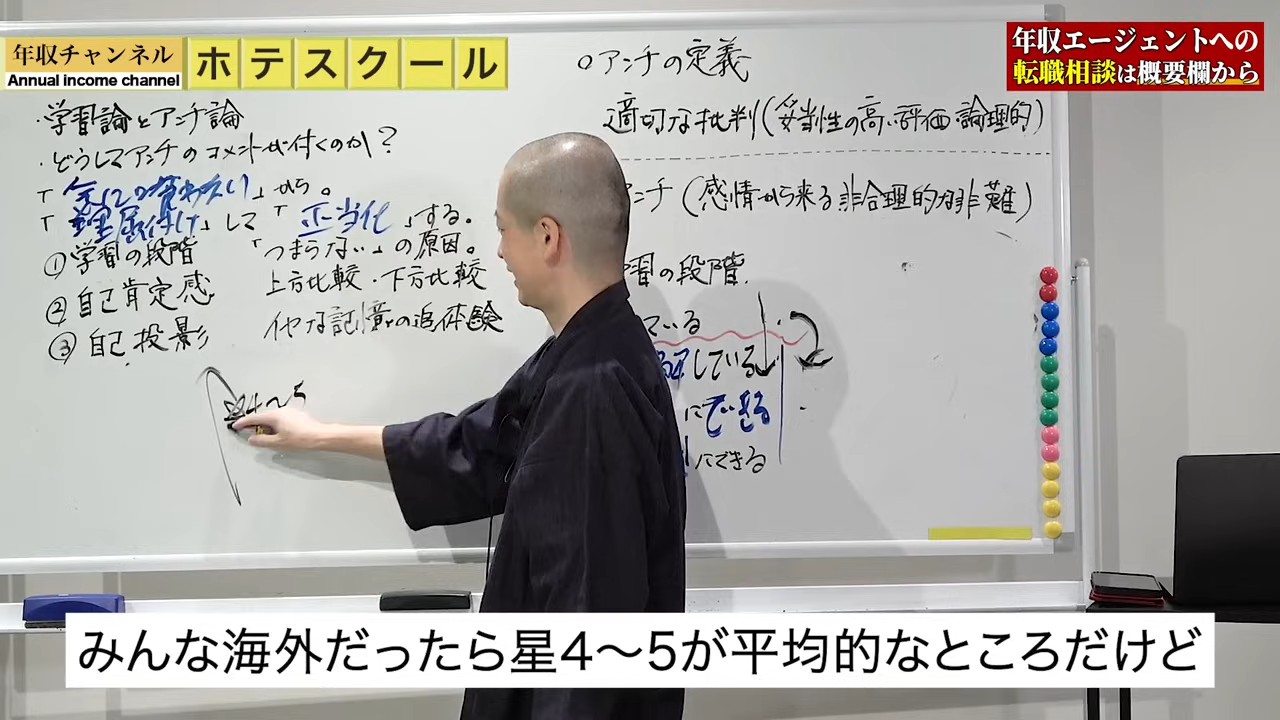 年収チャンネル
Annual income channel
ホテスクール
年収エージェントへの
転職相談は概要欄から
・学習論とアンチ論
・どうしてアンチのコメントが付くのか?
「気に入らない」から。
「理屈付け」して「正当化」する。
①学習の段階
②自己肯定感
③自己投影
「つまらない」の原因。
上方比較・下方比較
イヤな記憶の追体験
☆4〜5
○アンチの定義
適切な批判(妥当性の高い評価 論理的)
ンチ(感情から来る非合理的な非難)
習の段階.
ている
している
にできる
にできる
みんな海外だったら星4〜5が平均的なところだけど